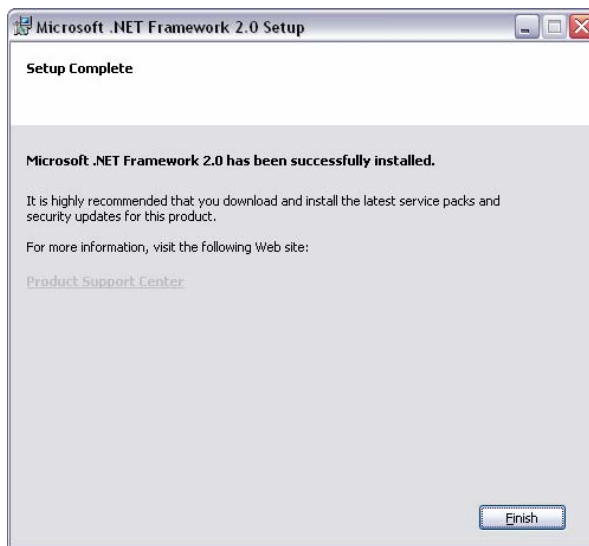 Microsoft .NET Framework 2.0 Setup
Setup Complete
Microsoft .NET Framework 2.0 has been successfully installed.
It is highly recommended that you download and install the latest service packs and
security updates for this product.
For more information, visit the following Web site:
Product Support Center
Finish